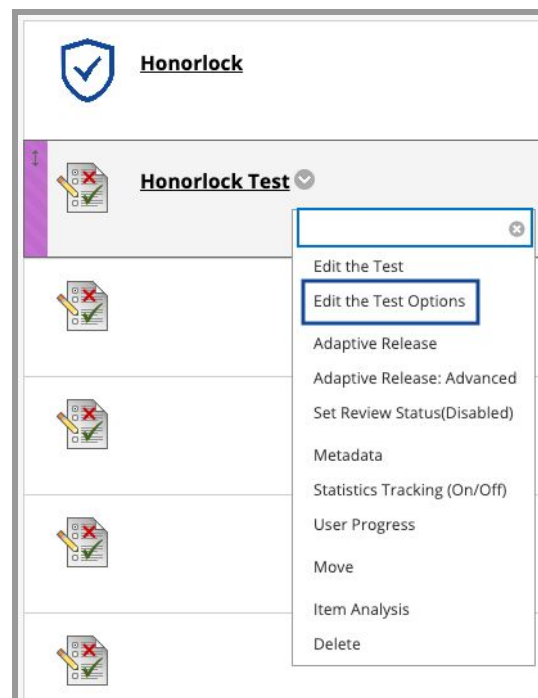 Honorlock
Honorlock Test
Edit the Test
Edit the Test Options
Adaptive Release
Adaptive Release: Advanced
Set Review Status(Disabled)
Metadata
Statistics Tracking (On/Off)
User Progress
Move
Item Analysis
Delete